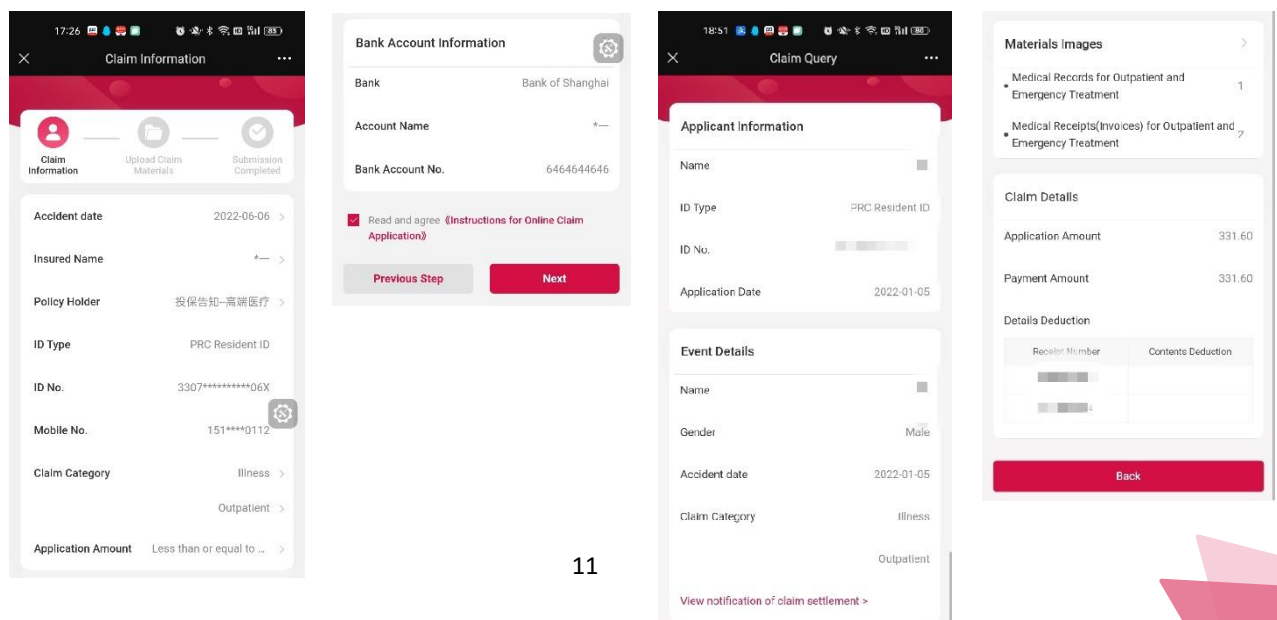 17:26
83
Claim Information
Claim
Information
Upload Claim
Materials
Submission
Completed
Accident date 2022-06-06 >
Insured Name *— >
Policy Holder 投保告知--高端医疗 >
ID Type PRC Resident ID
ID No. 3307**********06X
Mobile No. 151****0112
Claim Category Illness >
Outpatient >
Application Amount Less than or equal to ... >
Bank Account Information
Bank Bank of Shanghai
Account Name *—
Bank Account No. 6464644646
Read and agree 《Instructions for Online Claim
Application》
Previous Step Next
11
18:51
80
Claim Query
Applicant Information
Name
ID Type PRC Resident ID
ID No.
Application Date 2022-01-05
Event Details
Name
Gender Male
Accident date 2022-01-05
Claim Category Illness
Outpatient
View notification of claim settlement >
Materials Images >
• Medical Records for Outpatient and
Emergency Treatment 1
• Medical Receipts(Invoices) for Outpatient and
Emergency Treatment 2
Claim Details
Application Amount 331.60
Payment Amount 331.60
Details Deduction
Receipt Number Contents Deduction
Back